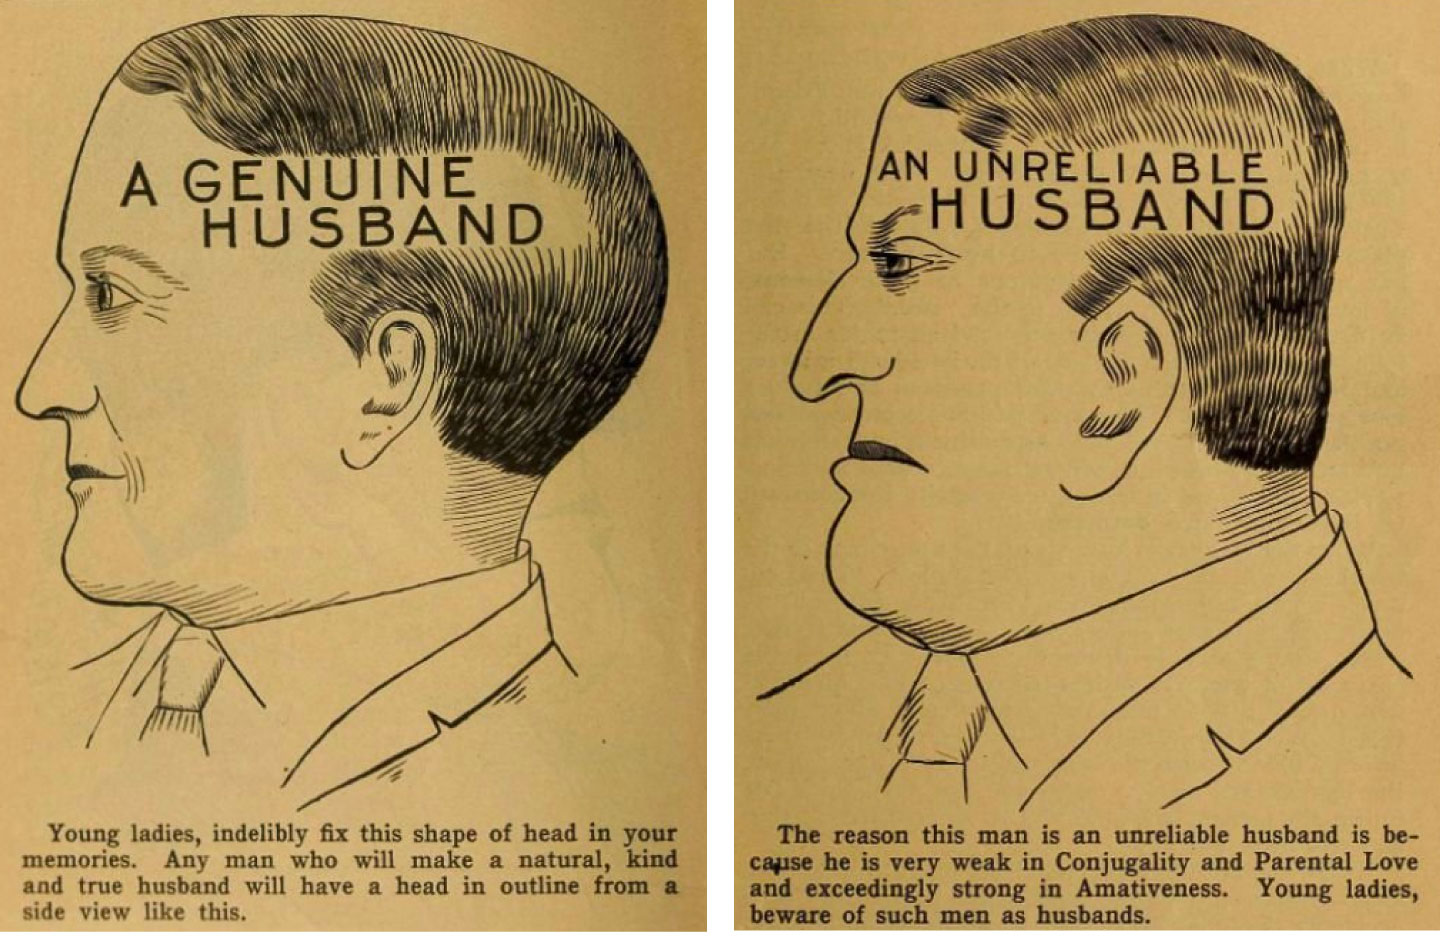 A GENUINE
HUSBAND
Young ladies, indelibly fix this shape of head in your
memories. Any man who will make a natural, kind
and true husband will have a head in outline from a
side view like this.
AN UNRELIABLE
HUSBAND
The reason this man is an unreliable husband is be-
cause he is very weak in Conjugality and Parental Love
and exceedingly strong in Amativeness. Young ladies,
beware of such men as husbands.